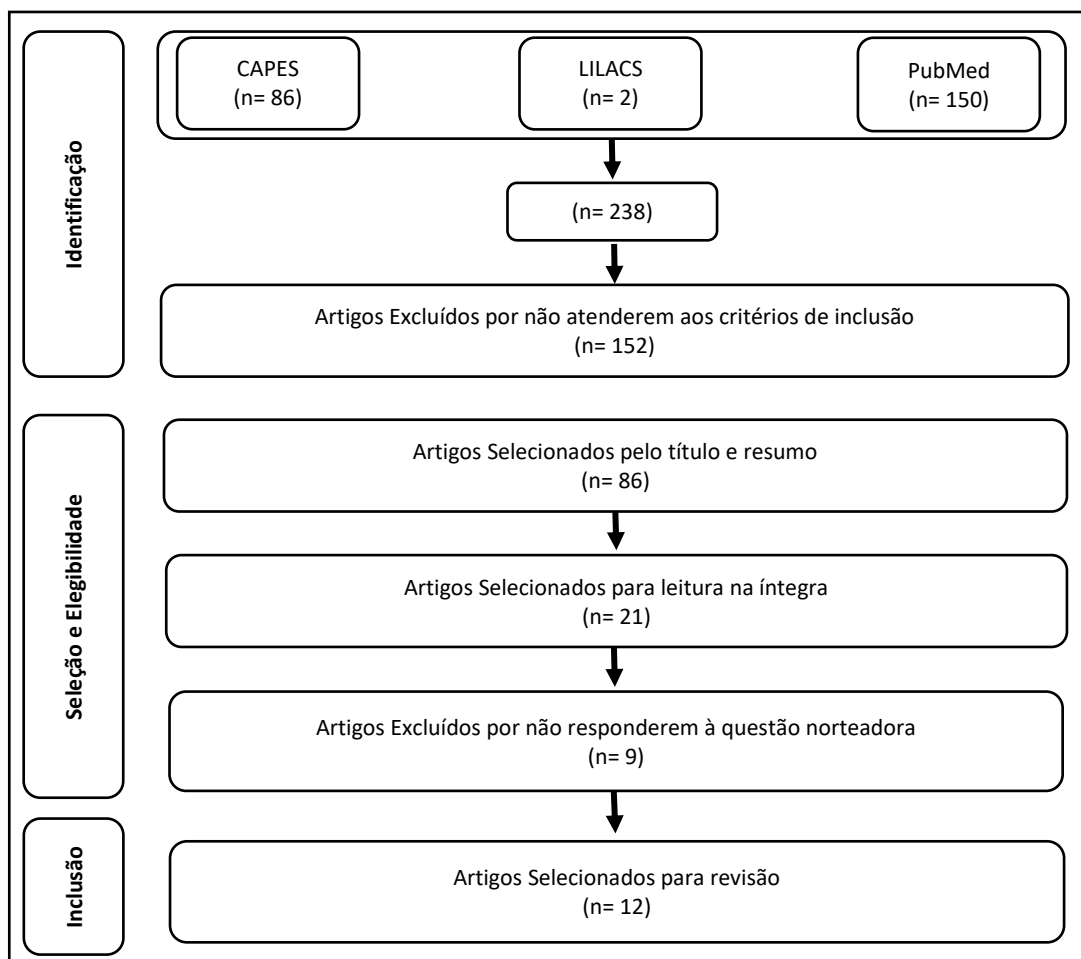 Identificação
CAPES
(n= 86)
LILACS
(n= 2)
PubMed
(n= 150)
(n= 238)
Artigos Excluídos por não atenderem aos critérios de inclusão
(n= 152)
Seleção e Elegibilidade
Artigos Selecionados pelo título e resumo
(n= 86)
Artigos Selecionados para leitura na íntegra
(n= 21)
Artigos Excluídos por não responderem à questão norteadora
(n= 9)
Inclusão
Artigos Selecionados para revisão
(n= 12)